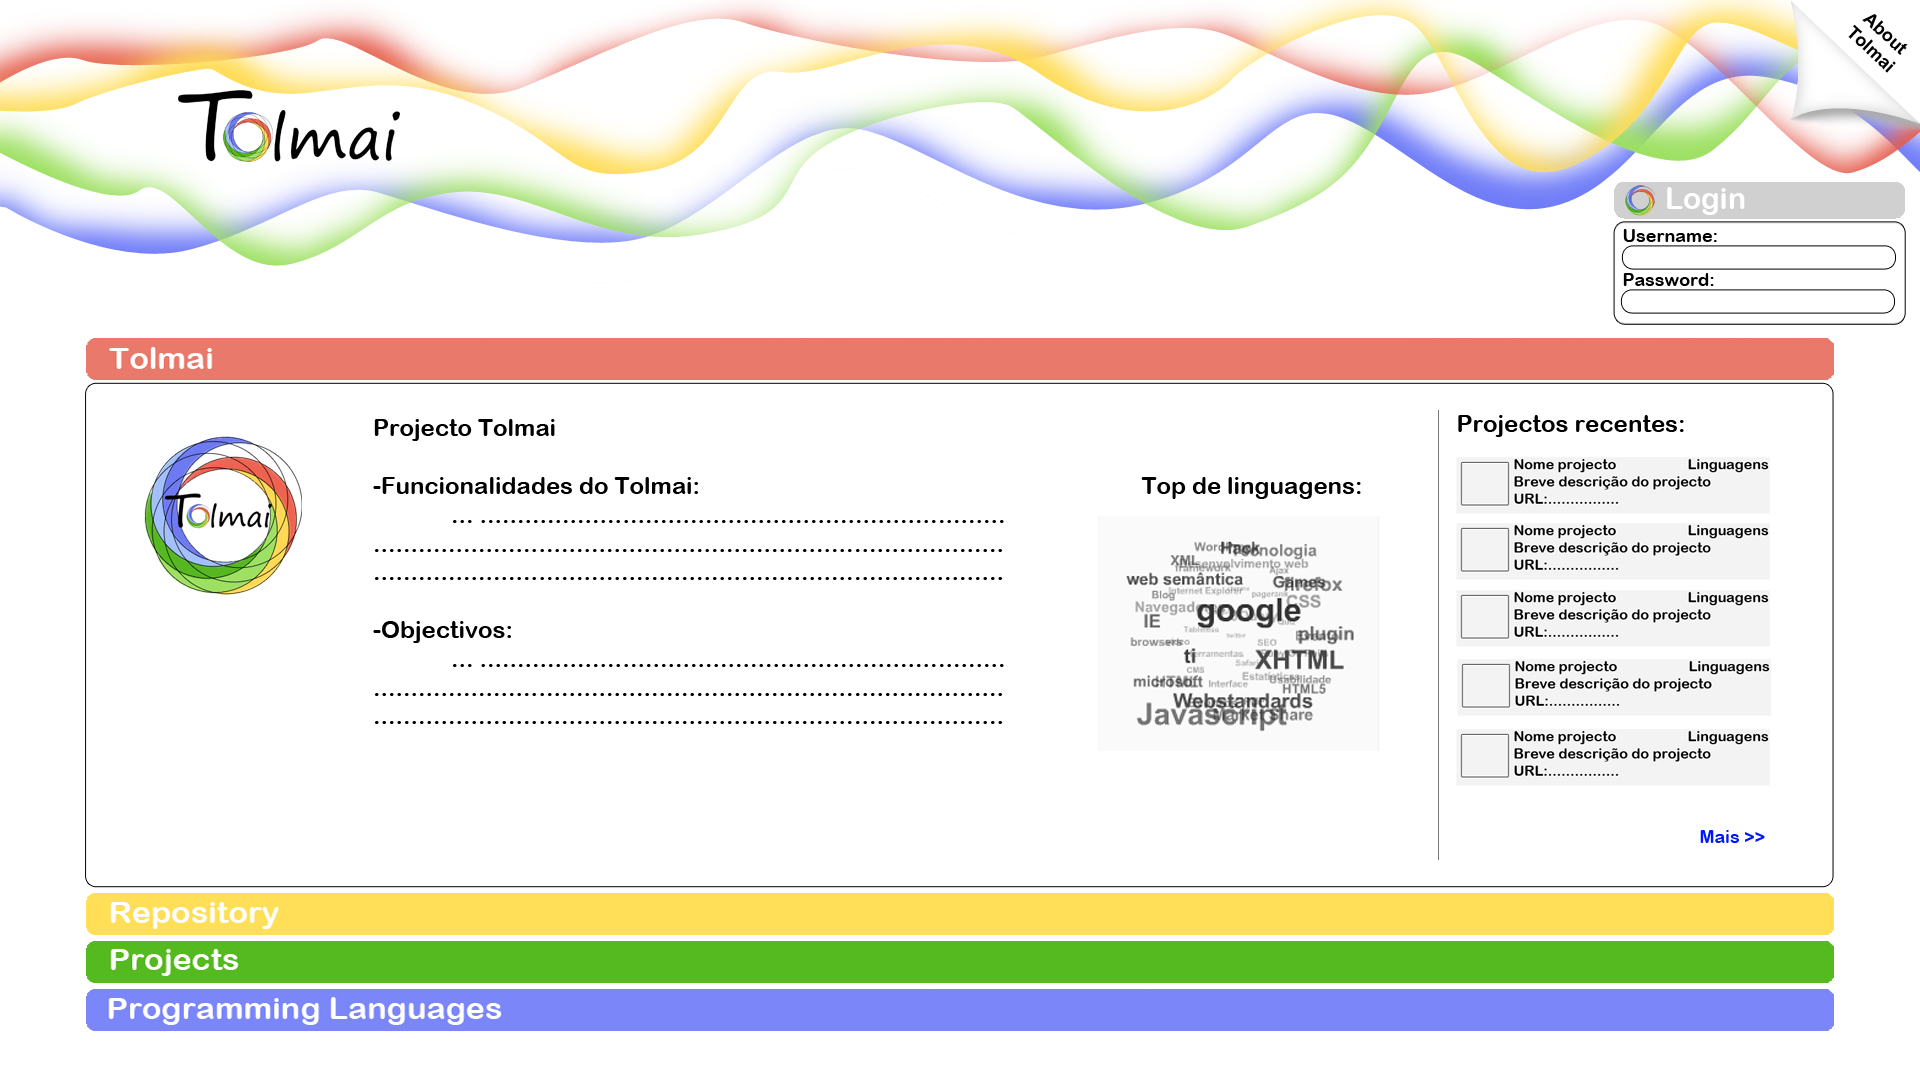 About
Tolmai
Tolmai
Login
Username:
Password:
Tolmai
Tolmai
Projecto Tolmai
-Funcionalidades do Tolmai:
-Objectivos:
Top de linguagens:
Hack
Tecnologia
XML
Desenvolvimento web
framework
Ajax
web semântica
Games
firefox
Blog
Internet Explorer
pagerank
CSS
google
IE
plugin
browsers
video
SEO
ti
ferramentas
XHTML
Safari
CMS
microsoft
HTML
Interface
Usabilidade
HTML5
Webstandards
Javascript
Market Share
Projectos recentes:
Nome projecto Linguagens
Breve descrição do projecto
URL:................
Nome projecto Linguagens
Breve descrição do projecto
URL:................
Nome projecto Linguagens
Breve descrição do projecto
URL:................
Nome projecto Linguagens
Breve descrição do projecto
URL:................
Nome projecto Linguagens
Breve descrição do projecto
URL:................
Mais >>
Repository
Projects
Programming Languages